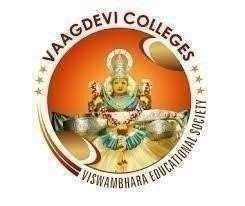 VAAGDEVI COLLEGES
VISWAMBHARA EDUCATIONAL SOCIETY